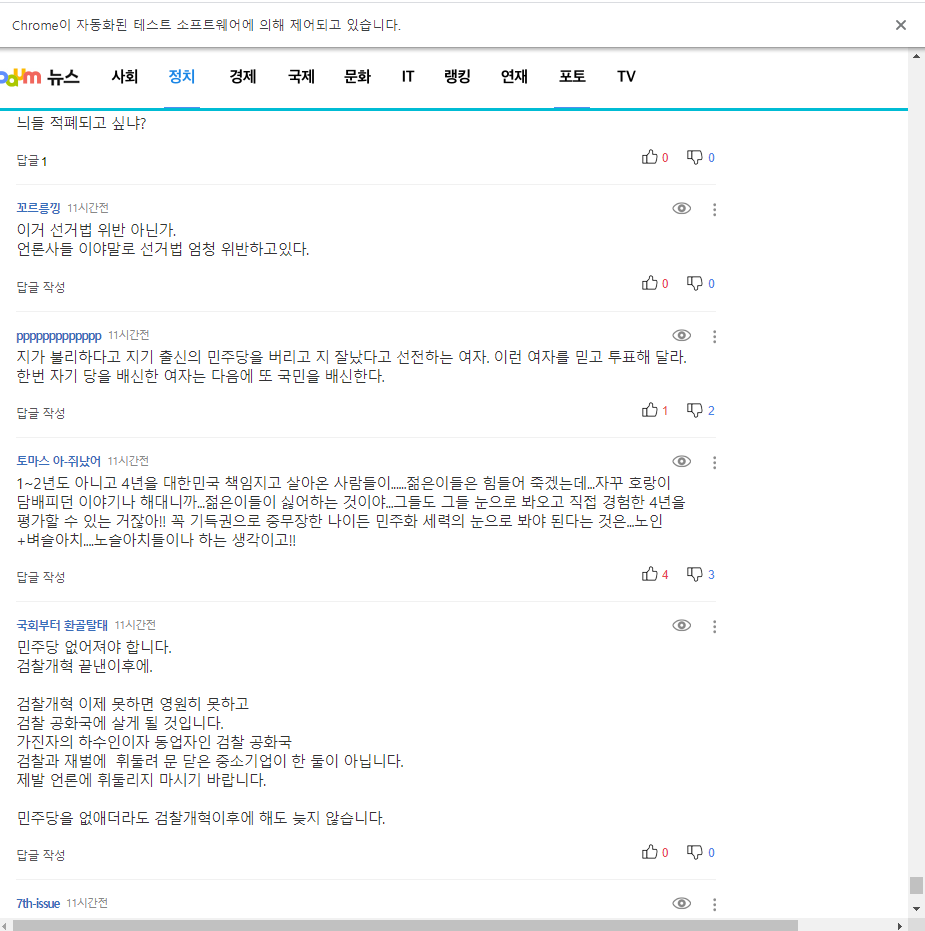 Chrome이 자동화된 테스트 소프트웨어에 의해 제어되고 있습니다.
뉴스 사회 정치 경제 국제 문화 IT 랭킹 연재 포토 TV
늬들 적폐되고 싶냐?
답글 1 0 0
꼬르릉낑 11시간전
이거 선거법 위반 아닌가.
언론사들 이야말로 선거법 엄청 위반하고있다.
답글 작성 0 0
ppppppppppppp 11시간전
지가 불리하다고 지기 출신의 민주당을 버리고 지 잘났다고 선전하는 여자. 이런 여자를 믿고 투표해 달라.
한번 자기 당을 배신한 여자는 다음에 또 국민을 배신한다.
답글 작성 1 2
토마스 아-쥐났어 11시간전
1~2년도 아니고 4년을 대한민국 책임지고 살아온 사람들이......젊은이들은 힘들어 죽겠는데...자꾸 호랑이
담배피던 이야기나 해대니까...젊은이들이 싫어하는 것이야...그들도 그들 눈으로 봐오고 직접 경험한 4년을
평가할 수 있는 거잖아!! 꼭 기득권으로 중무장한 나이든 민주화 세력의 눈으로 봐야 된다는 것은...노인
+벼슬아치....노슬아치들이나 하는 생각이고!!
답글 작성 4 3
국회부터 환골탈태 11시간전
민주당 없어져야 합니다.
검찰개혁 끝낸이후에.
검찰개혁 이제 못하면 영원히 못하고
검찰 공화국에 살게 될 것입니다.
가진자의 하수인이자 동업자인 검찰 공화국
검찰과 재벌에 휘둘려 문 닫은 중소기업이 한 둘이 아닙니다.
제발 언론에 휘둘리지 마시기 바랍니다.
민주당을 없애더라도 검찰개혁이후에 해도 늦지 않습니다.
답글 작성 0 0
7th-issue 11시간전